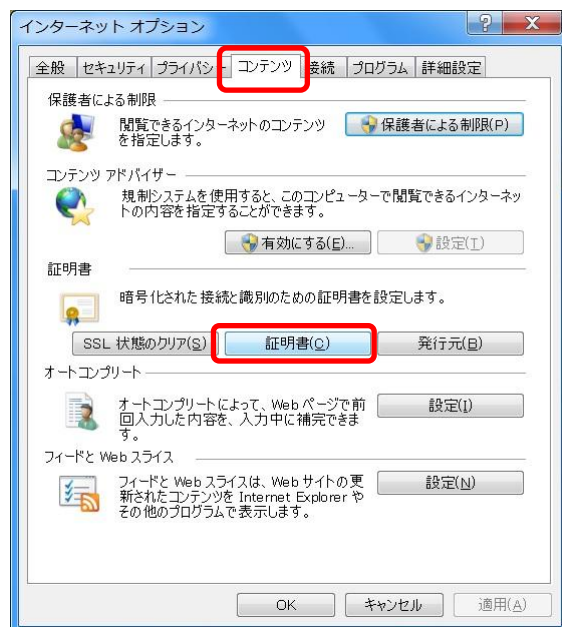 インターネット オプション
全般 セキュリティ プライバシー コンテンツ 接続 プログラム 詳細設定
保護者による制限
閲覧できるインターネットのコンテンツ
を指定します。
保護者による制限(P)
コンテンツ アドバイザー
規制システムを使用すると、このコンピューターで閲覧できるインターネッ
トの内容を指定することができます。
有効にする(E)... 設定(T)
証明書
暗号化された接続と識別のための証明書を設定します。
SSL 状態のクリア(S) 証明書(C) 発行元(B)
オートコンプリート
オートコンプリートによって、Web ページで前
回入力した内容を、入力中に補完できま
す。
設定(I)
フィードと Web スライス
フィードと Web スライスは、Web サイトの更
新されたコンテンツを Internet Explorer や
その他のプログラムで表示します。
設定(N)
OK キャンセル 適用(A)